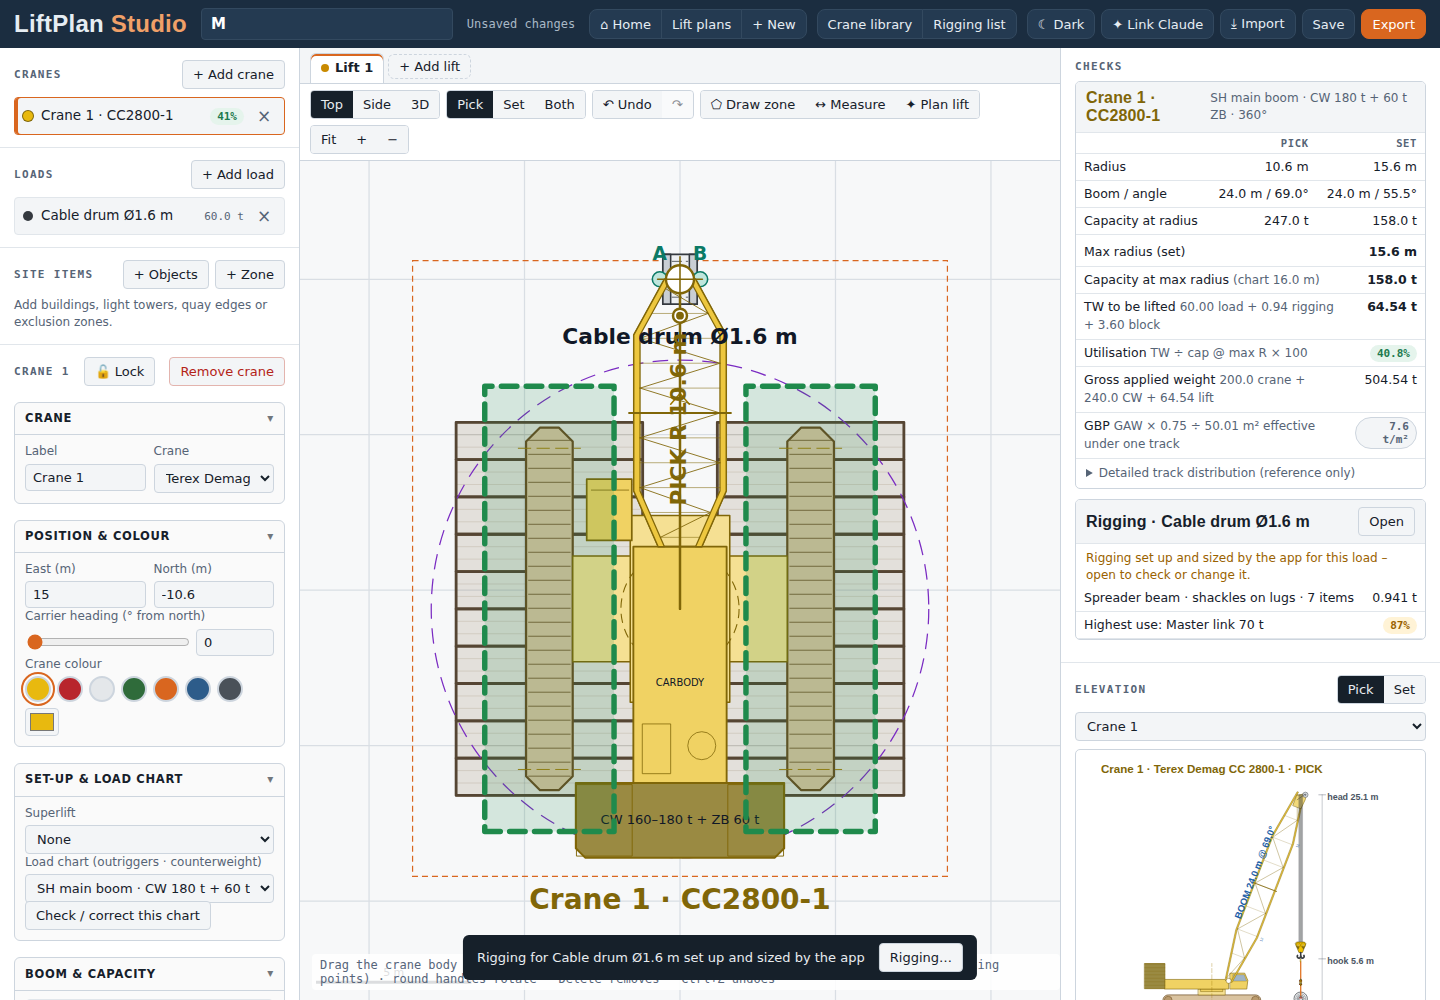 LiftPlan Studio
M
Unsaved changes
⌂ Home
Lift plans
+ New
Crane library
Rigging list
☾ Dark
✦ Link Claude
⤓ Import
Save
Export
CRANES
+ Add crane
Crane 1 · CC2800-1
41%
×
LOADS
+ Add load
Cable drum Ø1.6 m
60.0 t
×
SITE ITEMS
+ Objects
+ Zone
Add buildings, light towers, quay edges or
exclusion zones.
CRANE 1
🔓 Lock
Remove crane
CRANE
Label
Crane
Crane 1
Terex Demag
POSITION & COLOUR
East (m)
North (m)
15
-10.6
Carrier heading (° from north)
0
Crane colour
SET-UP & LOAD CHART
Superlift
None
Load chart (outriggers · counterweight)
SH main boom · CW 180 t + 60 t
Check / correct this chart
BOOM & CAPACITY
Lift 1
+ Add lift
Top
Side
3D
Pick
Set
Both
↶ Undo
↷
⬠ Draw zone
↔ Measure
✦ Plan lift
Fit
+
−
A
B
Cable drum Ø1.6 m
PICK R 10.6 m
CARBODY
CW 160–180 t + ZB 60 t
Crane 1 · CC2800-1
Drag the crane body
Rigging for Cable drum Ø1.6 m set up and sized by the app
Rigging…
CHECKS
Crane 1 ·
CC2800-1
SH main boom · CW 180 t + 60 t
ZB · 360°
PICK
SET
Radius
10.6 m
15.6 m
Boom / angle
24.0 m / 69.0°
24.0 m / 55.5°
Capacity at radius
247.0 t
158.0 t
Max radius (set)
15.6 m
Capacity at max radius (chart 16.0 m)
158.0 t
TW to be lifted 60.00 load + 0.94 rigging
+ 3.60 block
64.54 t
Utilisation TW ÷ cap @ max R × 100
40.8%
Gross applied weight 200.0 crane +
240.0 CW + 64.54 lift
504.54 t
GBP GAW × 0.75 ÷ 50.01 m² effective
under one track
7.6
t/m²
Detailed track distribution (reference only)
Rigging · Cable drum Ø1.6 m
Open
Rigging set up and sized by the app for this load –
open to check or change it.
Spreader beam · shackles on lugs · 7 items
0.941 t
Highest use: Master link 70 t
87%
ELEVATION
Pick
Set
Crane 1
Crane 1 · Terex Demag CC 2800-1 · PICK
head 25.1 m
BOOM 24.0 m @ 69.0°
hook 5.6 m